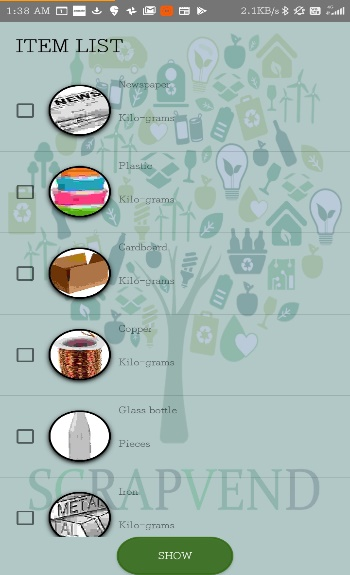 1:38 AM
2.1KB/s
ITEM LIST
NEWS
Newspaper
Kilo-grams
Plastic
Kilo-grams
Cardboard
Kilo-grams
Copper
Kilo-grams
Glass bottle
Pieces
SCRAPVEND
Iron
METAL
Kilo-grams
SHOW